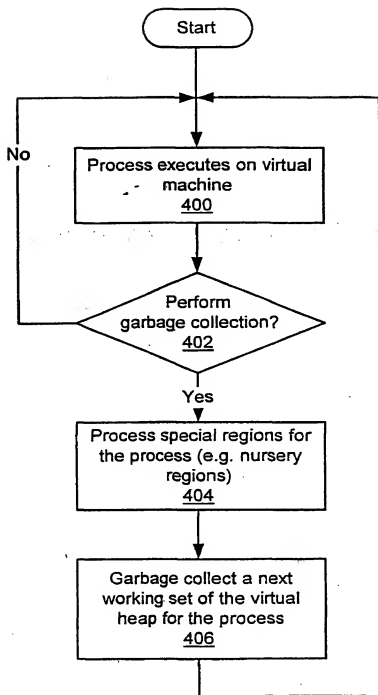 Start
No
Process executes on virtual
machine
400
Perform
garbage collection?
402
Yes
Process special regions for
the process (e.g. nursery
regions)
404
Garbage collect a next
working set of the virtual
heap for the process
406